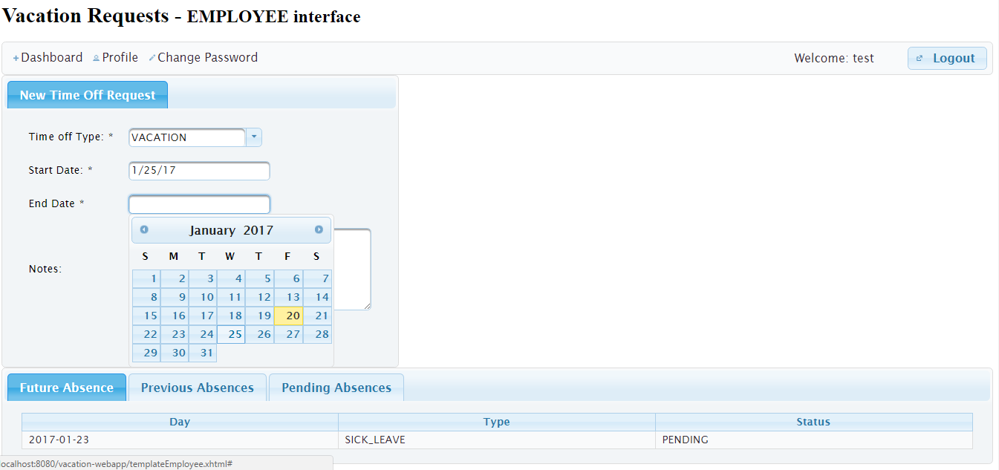 Vacation Requests - EMPLOYEE interface
Dashboard Profile Change Password Welcome: test Logout
New Time Off Request
Time off Type: * VACATION
Start Date: * 1/25/17
End Date *
January 2017
S M T W T F S
1 2 3 4 5 6 7
8 9 10 11 12 13 14
15 16 17 18 19 20 21
22 23 24 25 26 27 28
29 30 31
Notes:
Future Absence Previous Absences Pending Absences
Day Type Status
2017-01-23 SICK_LEAVE PENDING
ocalhost:8080/vacation-webapp/templateEmployee.xhtml#